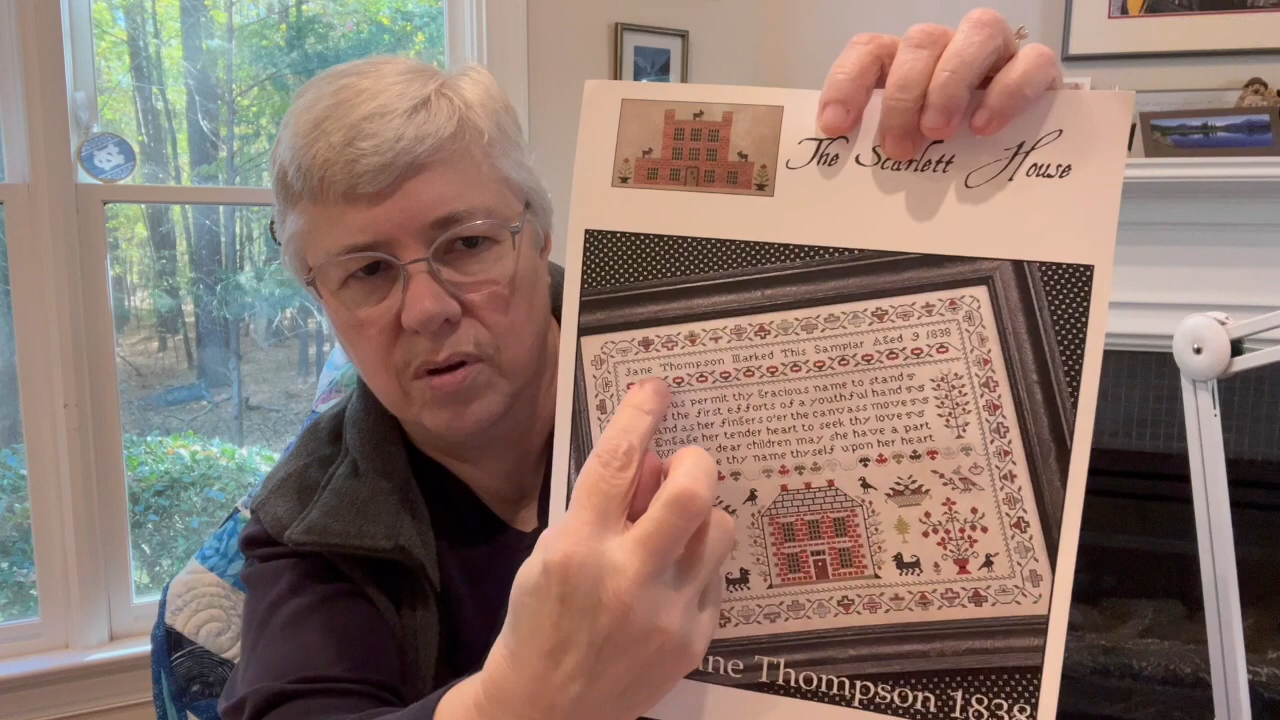 The Scarlett House
Jane Thompson Marked This Samplar Aged 9 1838
us permit thy gracious name to stand
s the first efforts of a youthful hand
and as her fingers o'er the canvass move
Engage her tender heart to seek thy love
dear children may she have a part
thy name thyself upon her heart
ne Thompson 1838